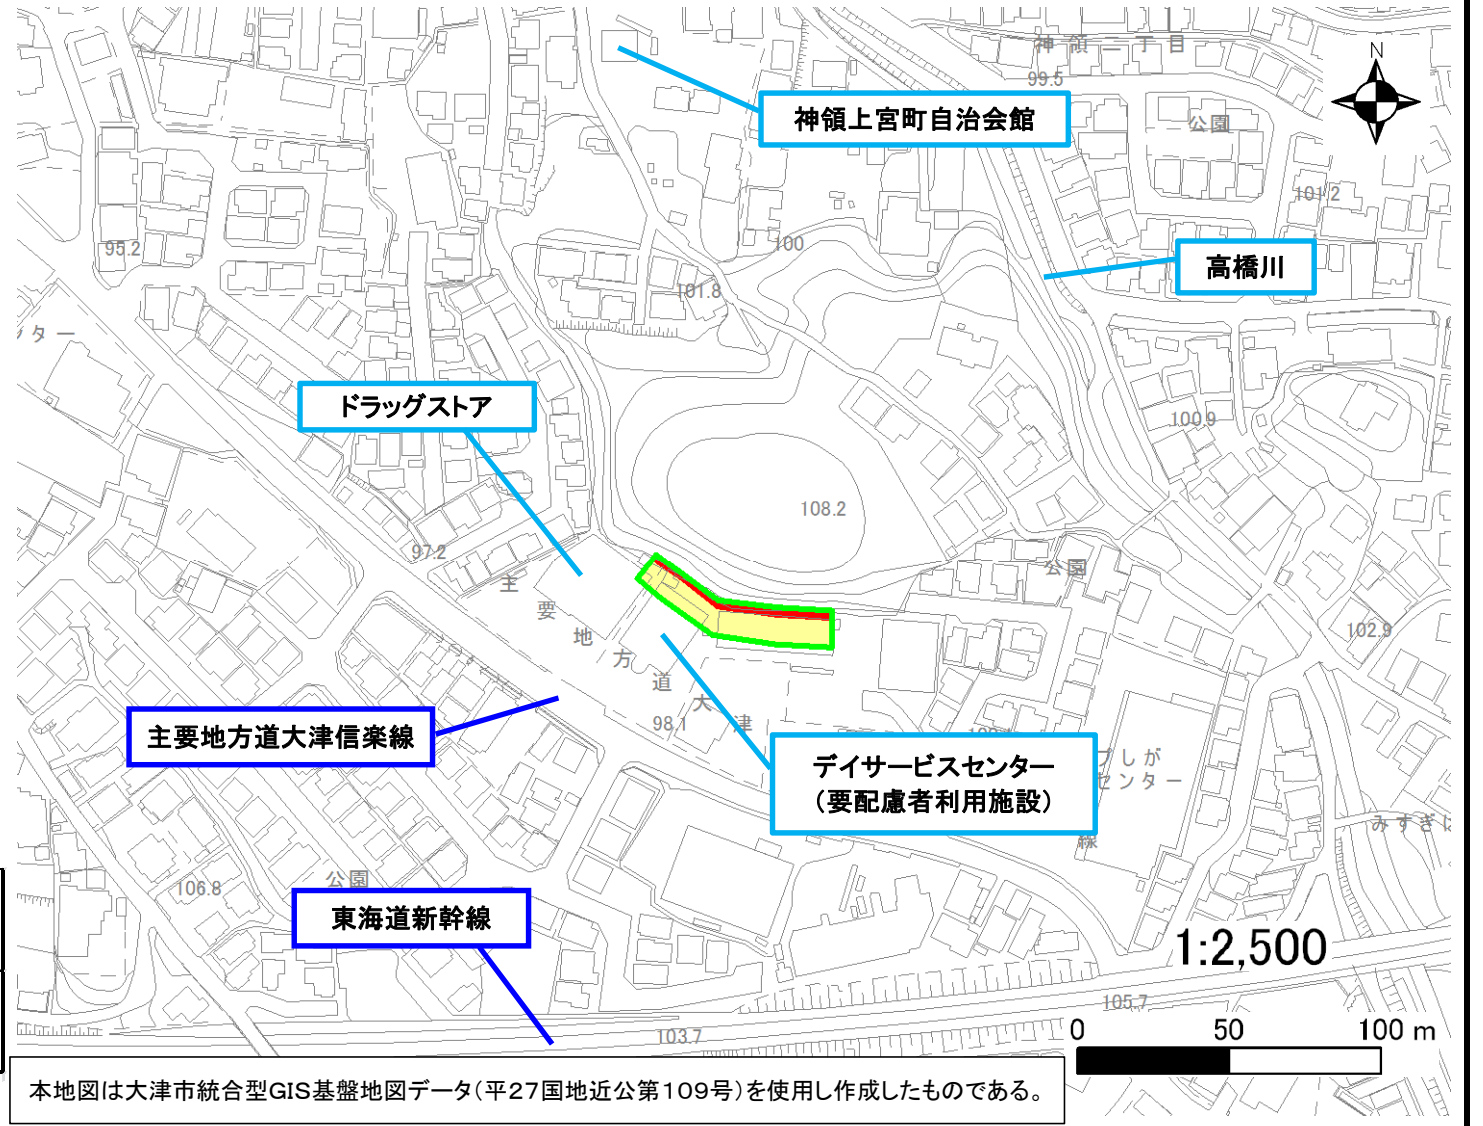 神領二丁目
N
99.5
神領上宮町自治会館
公園
101.2
95.2
100
高橋川
101.8
ター
ドラッグストア
100.9
108.2
97.2
公園
主要地方道大津
102.9
98.1
主要地方道大津信楽線
デイサービスセンター
（要配慮者利用施設）
プしが
センター
線
みすぎ
106.8
公園
東海道新幹線
1:2,500
105.7
103.7
0 50 100 m
本地図は大津市統合型GIS基盤地図データ（平27国地近公第109号）を使用し作成したものである。